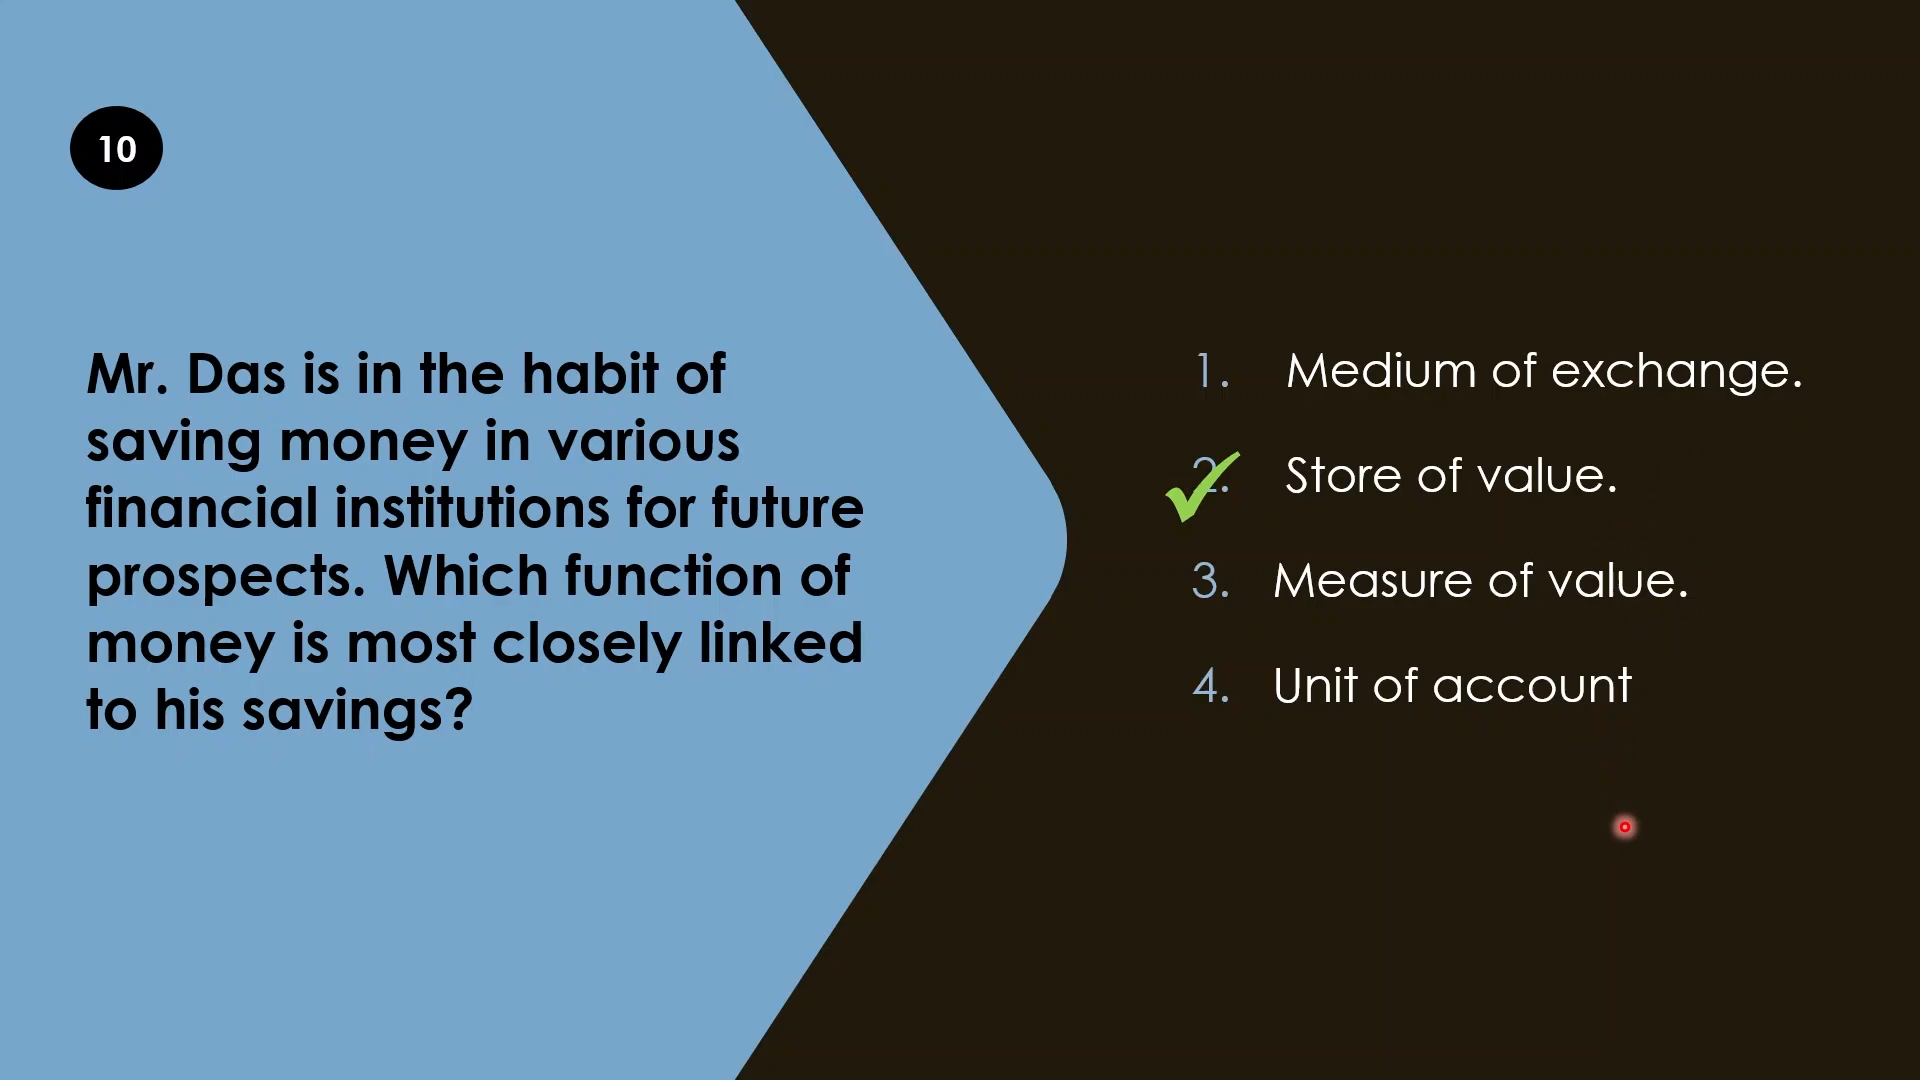 10
Mr. Das is in the habit of
saving money in various
financial institutions for future
prospects. Which function of
money is most closely linked
to his savings?
1. Medium of exchange.
2. Store of value.
3. Measure of value.
4. Unit of account